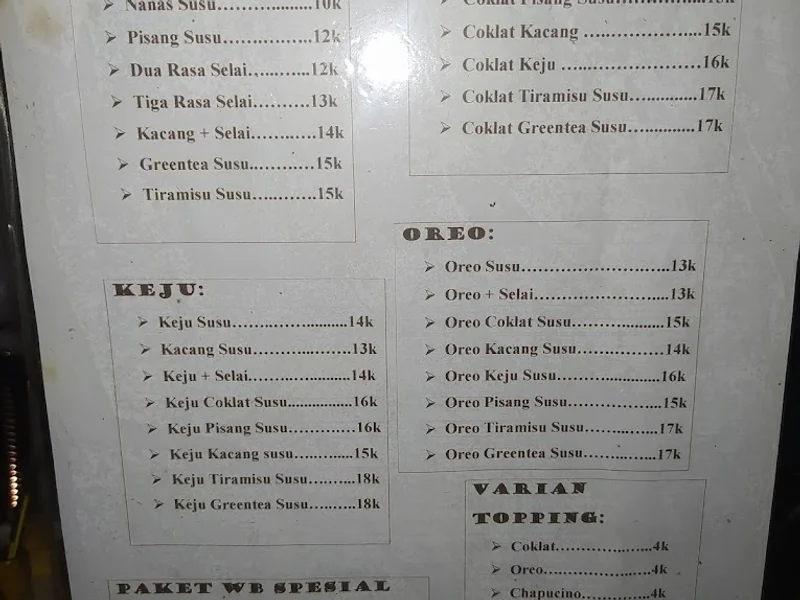 Nanas Susu..................10k
Pisang Susu..................12k
Dua Rasa Selai.............12k
Tiga Rasa Selai............13k
Kacang + Selai.............14k
Greentea Susu..............15k
Tiramisu Susu..............15k
Coklat Pisang Susu
Coklat Kacang .....................15k
Coklat Keju .........................16k
Coklat Tiramisu Susu.............17k
Coklat Greentea Susu.............17k
KEJU:
Keju Susu.........................14k
Kacang Susu.....................13k
Keju + Selai......................14k
Keju Coklat Susu...............16k
Keju Pisang Susu...............16k
Keju Kacang susu..............15k
Keju Tiramisu Susu...........18k
Keju Greentea Susu...........18k
OREO:
Oreo Susu..............................13k
Oreo + Selai...........................13k
Oreo Coklat Susu...................15k
Oreo Kacang Susu..................14k
Oreo Keju Susu.....................16k
Oreo Pisang Susu...................15k
Oreo Tiramisu Susu...............17k
Oreo Greentea Susu...............17k
VARIAN
TOPPING:
Coklat....................4k
Oreo......................4k
Chapucino..............4k
PAKET WB SPESIAL